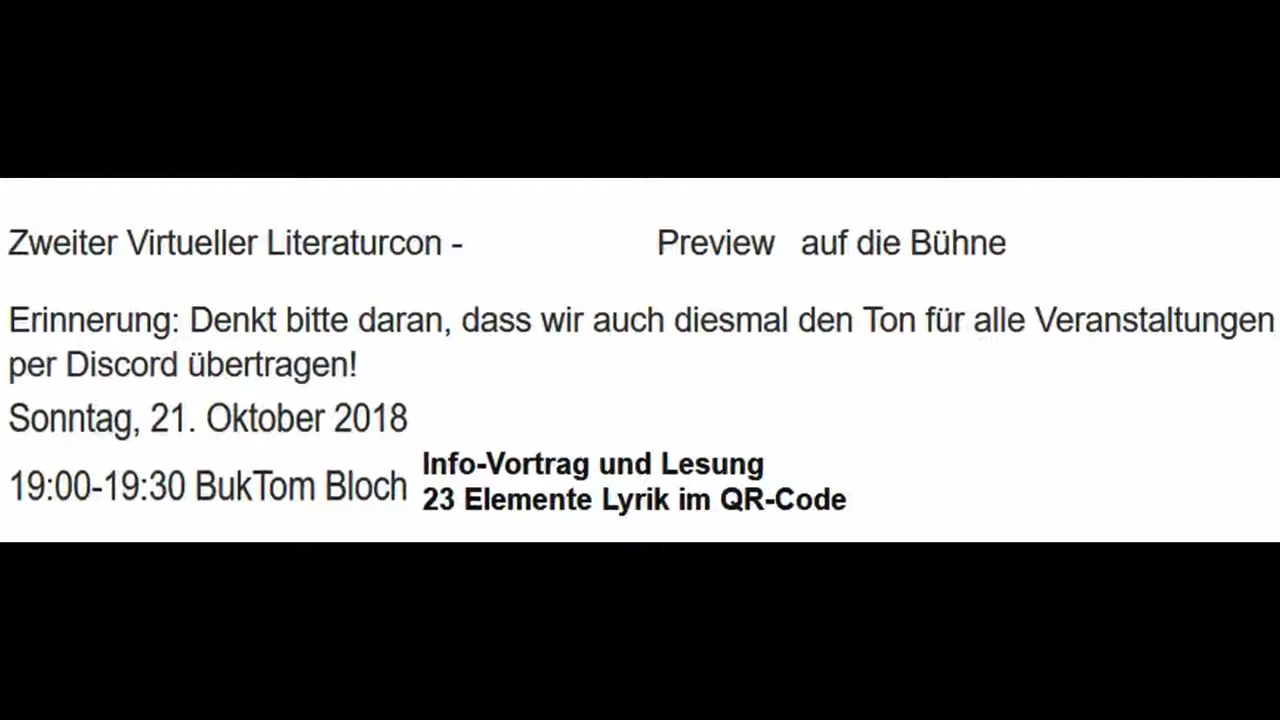 Zweiter Virtueller Literaturcon - Preview auf die Bühne
Erinnerung: Denkt bitte daran, dass wir auch diesmal den Ton für alle Veranstaltungen
per Discord übertragen!
Sonntag, 21. Oktober 2018
19:00-19:30 BukTom Bloch
Info-Vortrag und Lesung
23 Elemente Lyrik im QR-Code